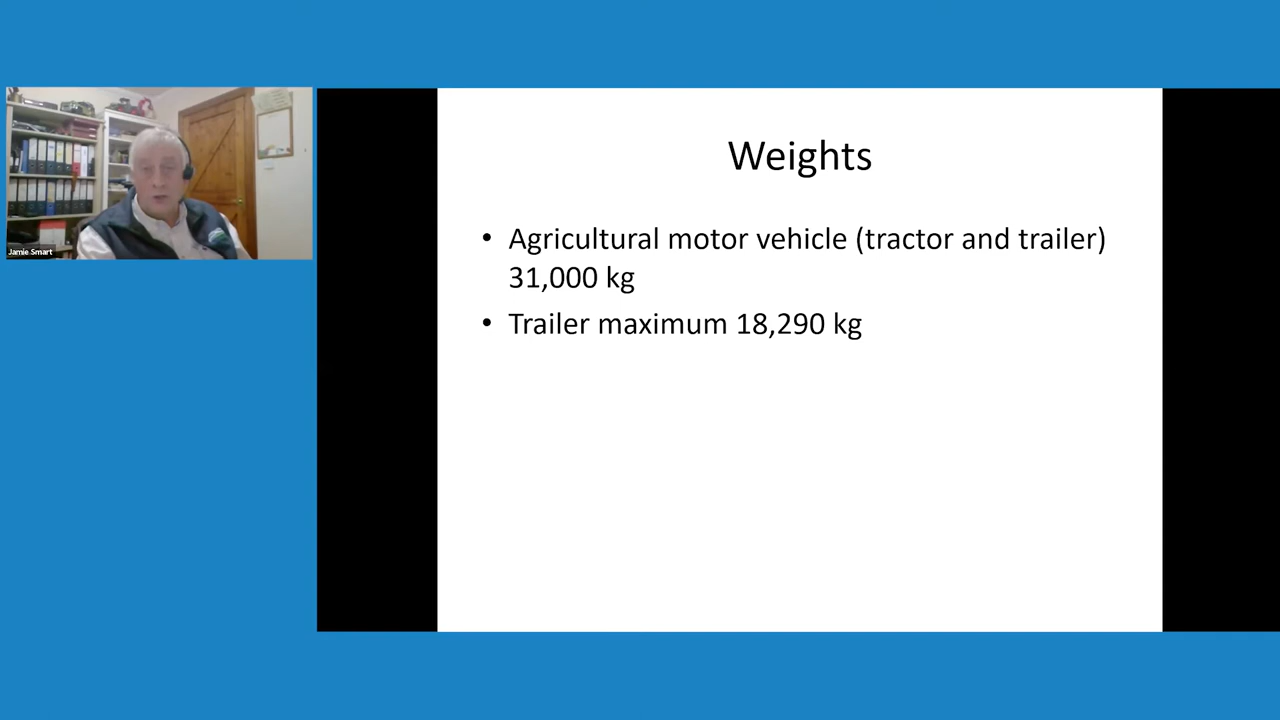 Jamie Smart
Weights
• Agricultural motor vehicle (tractor and trailer)
31,000 kg
• Trailer maximum 18,290 kg